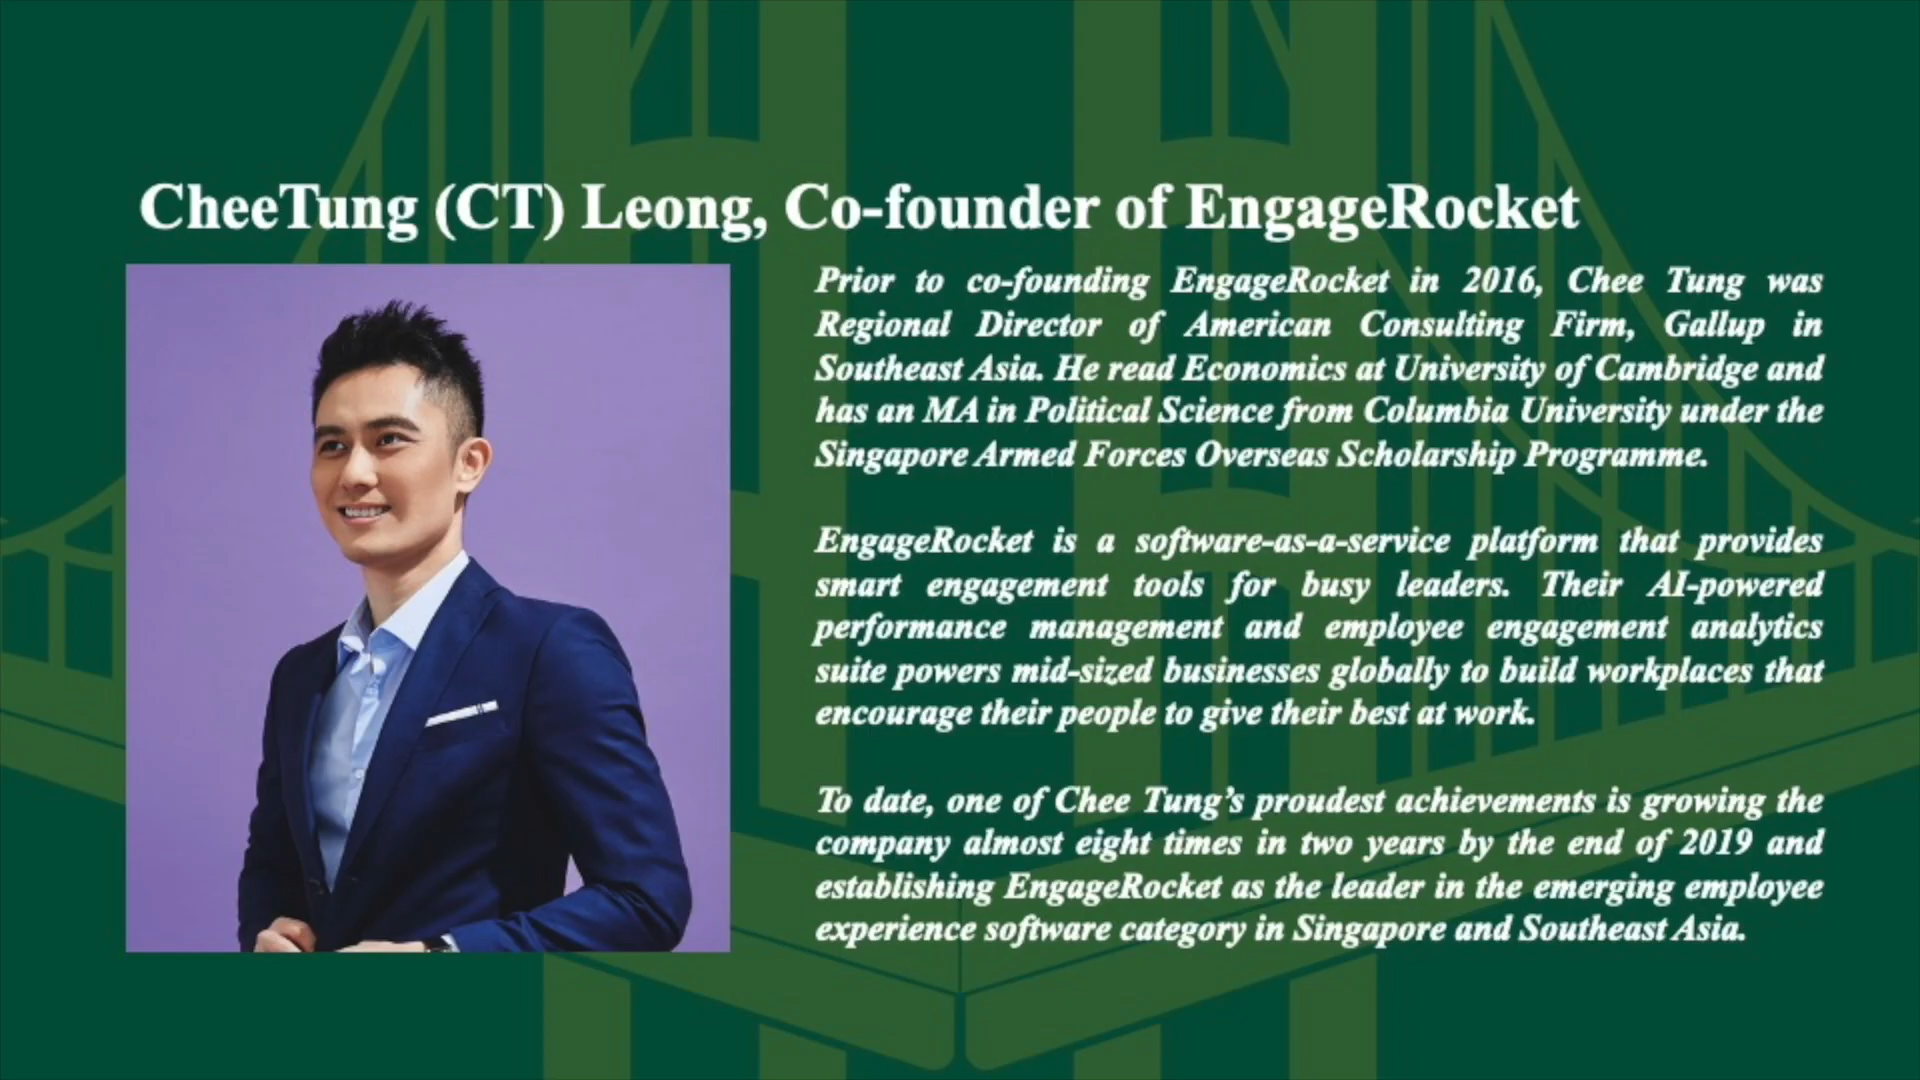 CheeTung (CT) Leong, Co-founder of EngageRocket
Prior to co-founding EngageRocket in 2016, Chee Tung was
Regional Director of American Consulting Firm, Gallup in
Southeast Asia. He read Economics at University of Cambridge and
has an MA in Political Science from Columbia University under the
Singapore Armed Forces Overseas Scholarship Programme.
EngageRocket is a software-as-a-service platform that provides
smart engagement tools for busy leaders. Their AI-powered
performance management and employee engagement analytics
suite powers mid-sized businesses globally to build workplaces that
encourage their people to give their best at work.
To date, one of Chee Tung’s proudest achievements is growing the
company almost eight times in two years by the end of 2019 and
establishing EngageRocket as the leader in the emerging employee
experience software category in Singapore and Southeast Asia.